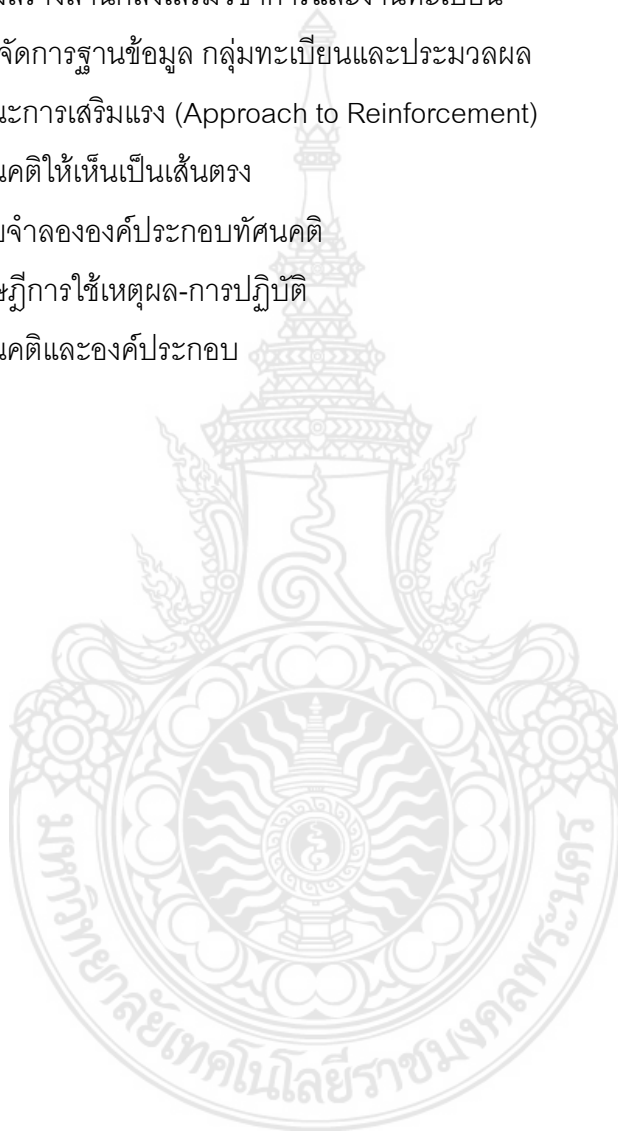 จัดการฐานข้อมูล กลุ่มทะเบียนและประมวลผล
นะการเสริมแรง (Approach to Reinforcement)
นคติให้เห็นเป็นเส้นตรง
บจำลององค์ประกอบทัศนคติ
ษฎีการใช้เหตุผล-การปฏิบัติ
นคติและองค์ประกอบ
มหาวิทยาลัยเทคโนโลยีราชมงคลพระนคร